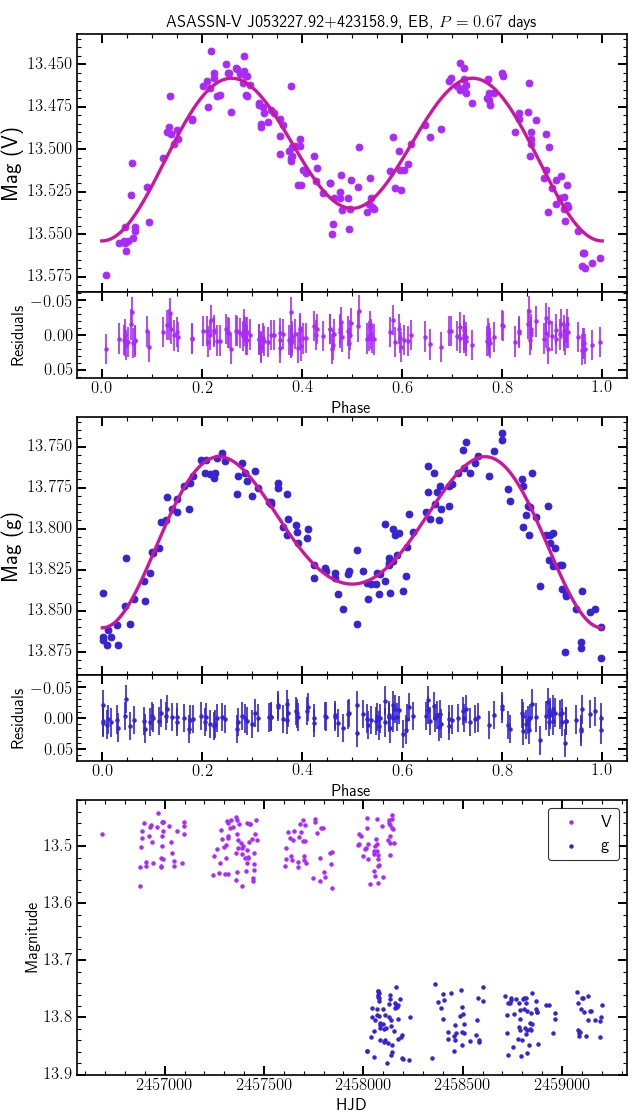 ASASSN-V J053227.92+423158.9, EB, P = 0.67 days
13.450
13.475
13.500
13.525
13.550
13.575
Mag (V)
−0.05
0.00
0.05
Residuals
0.0 0.2 0.4 0.6 0.8 1.0
Phase
13.750
13.775
13.800
13.825
13.850
13.875
Mag (g)
−0.05
0.00
0.05
Residuals
0.0 0.2 0.4 0.6 0.8 1.0
Phase
V
g
13.5
13.6
13.7
13.8
13.9
Magnitude
2457000 2457500 2458000 2458500 2459000
HJD